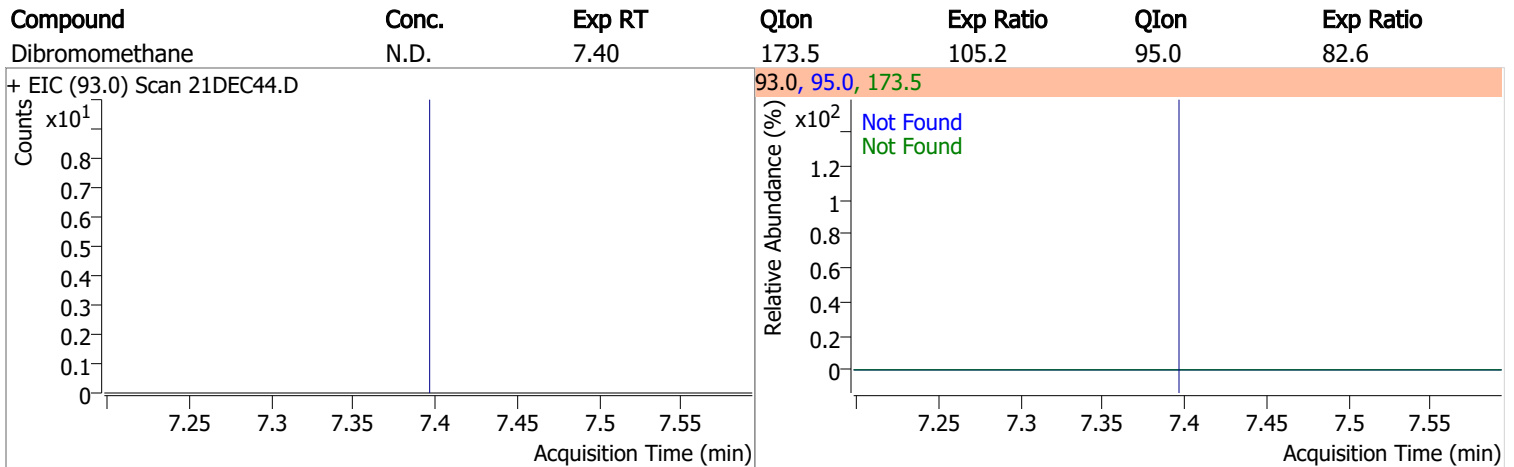 Compound Conc. Exp RT QIon Exp Ratio QIon Exp Ratio
Dibromomethane N.D. 7.40 173.5 105.2 95.0 82.6
+ EIC (93.0) Scan 21DEC44.D
Counts
x10¹
0.8
0.7
0.6
0.5
0.4
0.3
0.2
0.1
0
7.25 7.3 7.35 7.4 7.45 7.5 7.55
Acquisition Time (min)
93.0, 95.0, 173.5
Relative Abundance (%)
x10²
Not Found
Not Found
1.2
1
0.8
0.6
0.4
0.2
0
7.25 7.3 7.35 7.4 7.45 7.5 7.55
Acquisition Time (min)